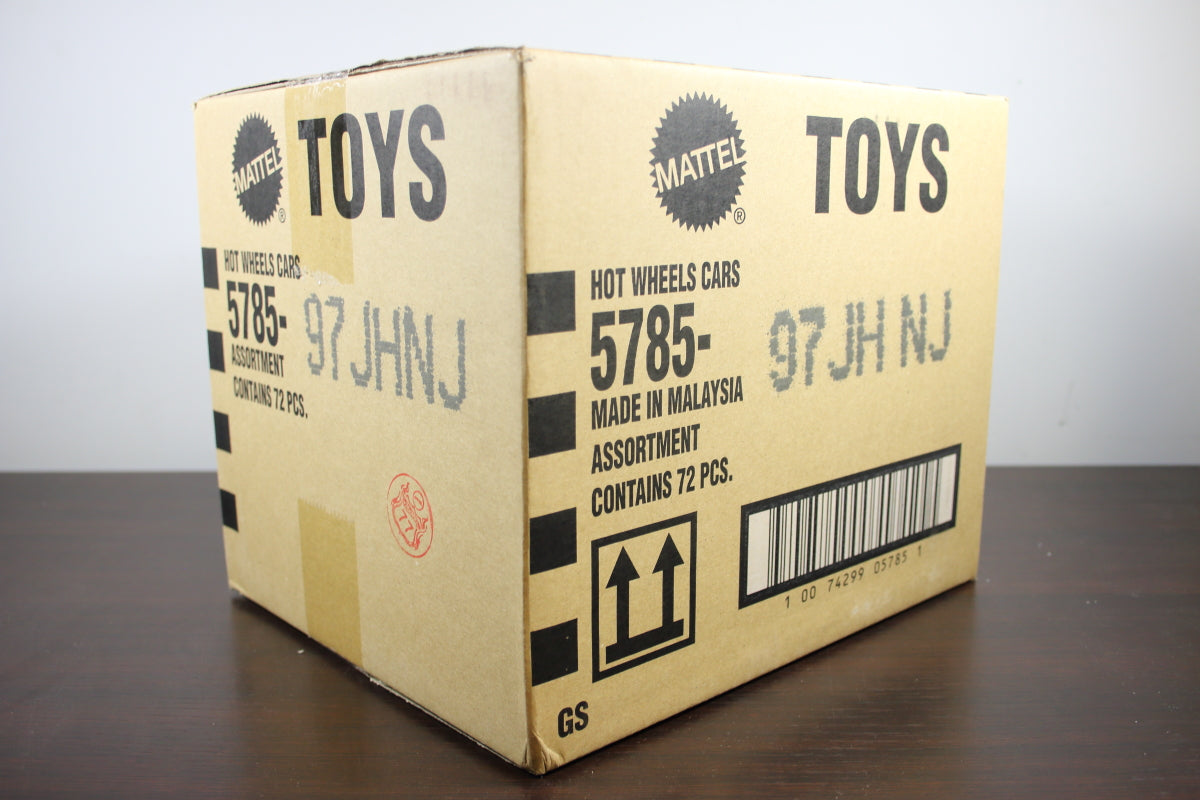 MATTEL
®
TOYS
HOT WHEELS CARS
5785-
97JHNJ
ASSORTMENT
CONTAINS 72 PCS.
77
MATTEL
®
TOYS
HOT WHEELS CARS
5785-
97JH NJ
MADE IN MALAYSIA
ASSORTMENT
CONTAINS 72 PCS.
1 00 74299 05785 1
GS